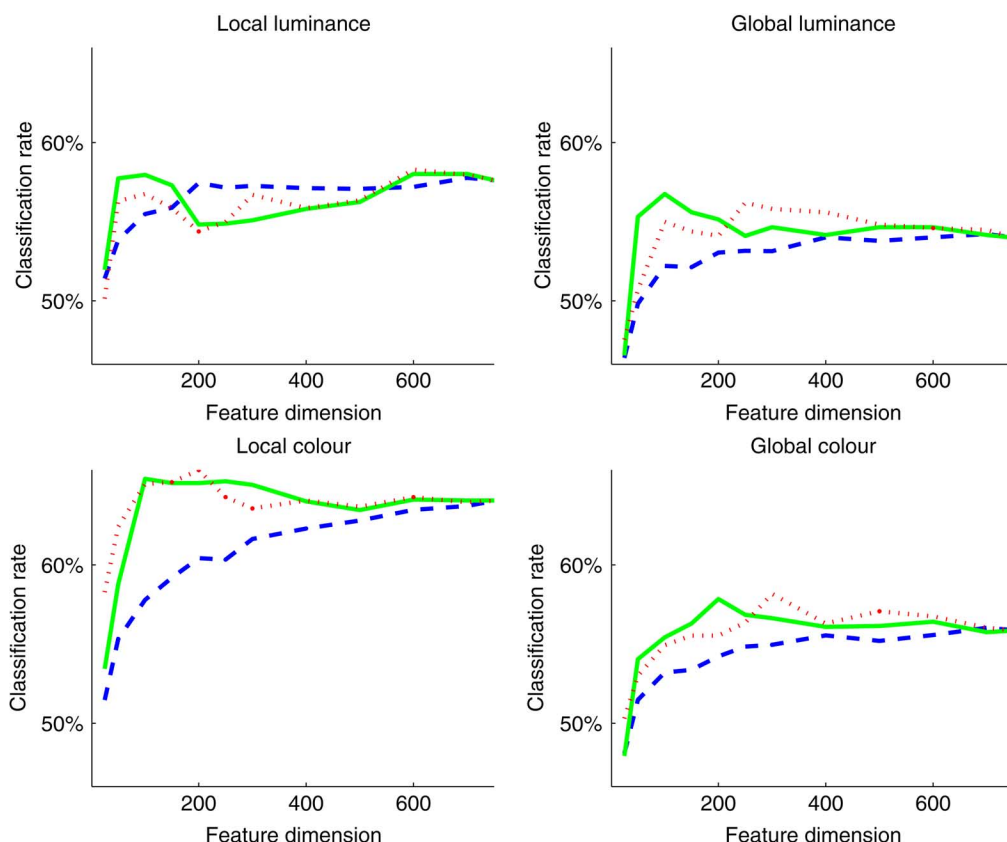 Local luminance
Classification rate
60%
50%
200 400 600
Feature dimension
Global luminance
Classification rate
60%
50%
200 400 600
Feature dimension
Local colour
Classification rate
60%
50%
200 400 600
Feature dimension
Global colour
Classification rate
60%
50%
200 400 600
Feature dimension